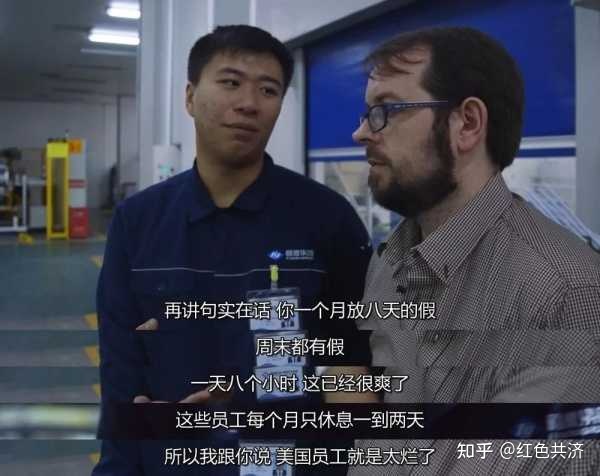 再讲句实在话 你一个月放八天的假
周末都有假
一天八个小时 这已经很爽了
这些员工每个月只休息一到两天
所以我跟你说 美国员工就是太烂了
知乎 @红色共济